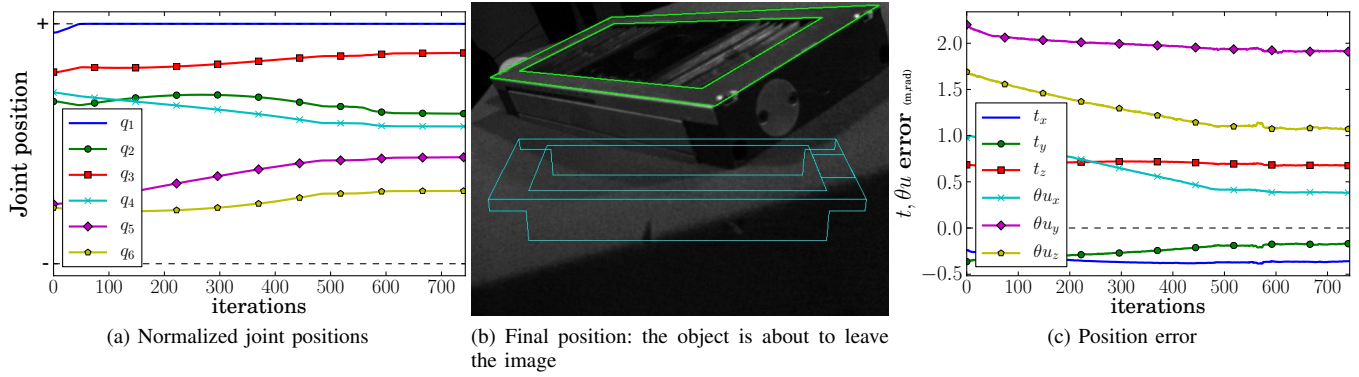 +
-
Joint position
q1
q2
q3
q4
q5
q6
0 100 200 300 400 500 600 700
iterations
(a) Normalized joint positions
(b) Final position: the object is about to leave
the image
2.0
1.5
1.0
0.5
0.0
−0.5
t, θu error (m,rad)
tx
ty
tz
θux
θuy
θuz
0 100 200 300 400 500 600 700
iterations
(c) Position error